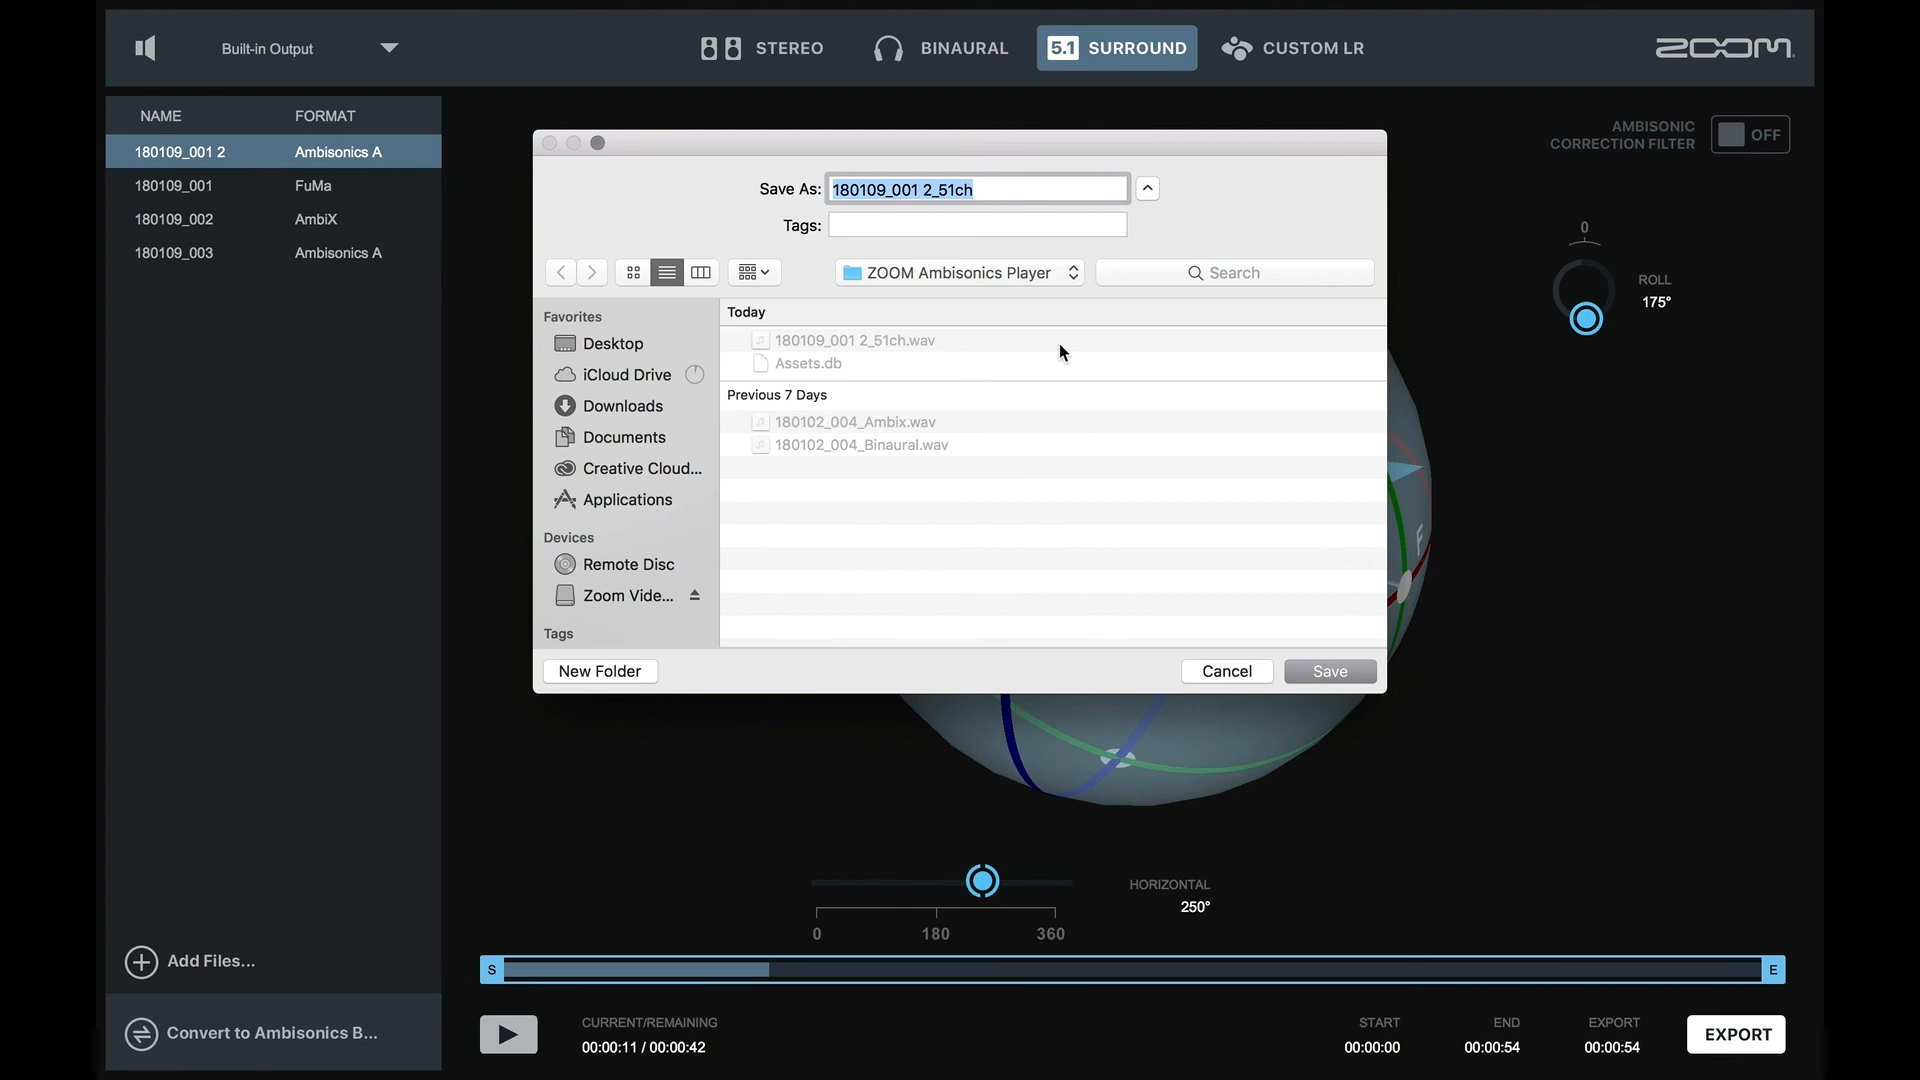 Built-in Output
STEREO
BINAURAL
5.1 SURROUND
CUSTOM LR
ZOOM
NAME FORMAT
180109_001 2 Ambisonics A
180109_001 FuMa
180109_002 AmbiX
180109_003 Ambisonics A
Add Files...
Convert to Ambisonics B...
AMBISONIC
CORRECTION FILTER
OFF
0
ROLL
175°
Save As: 180109_001 2_51ch
Tags:
ZOOM Ambisonics Player
Search
Favorites
Desktop
iCloud Drive
Downloads
Documents
Creative Cloud...
Applications
Devices
Remote Disc
Zoom Vide...
Tags
Today
180109_001 2_51ch.wav
Assets.db
Previous 7 Days
180102_004_Ambix.wav
180102_004_Binaural.wav
New Folder
Cancel
Save
F
HORIZONTAL
250°
0 180 360
S
E
CURRENT/REMAINING
00:00:11 / 00:00:42
START
00:00:00
END
00:00:54
EXPORT
00:00:54
EXPORT